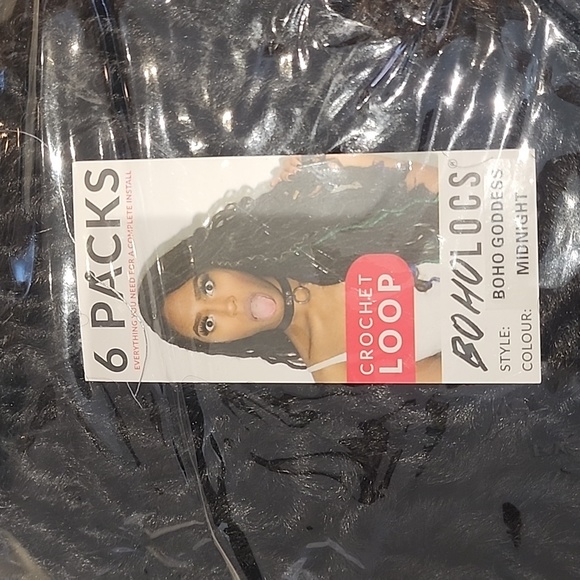 6 PACKS
EVERYTHING YOU NEED FOR A COMPLETE INSTALL
CROCHET
LOOP
BOHOLOCS®
STYLE: BOHO GODDESS
COLOUR: MIDNIGHT